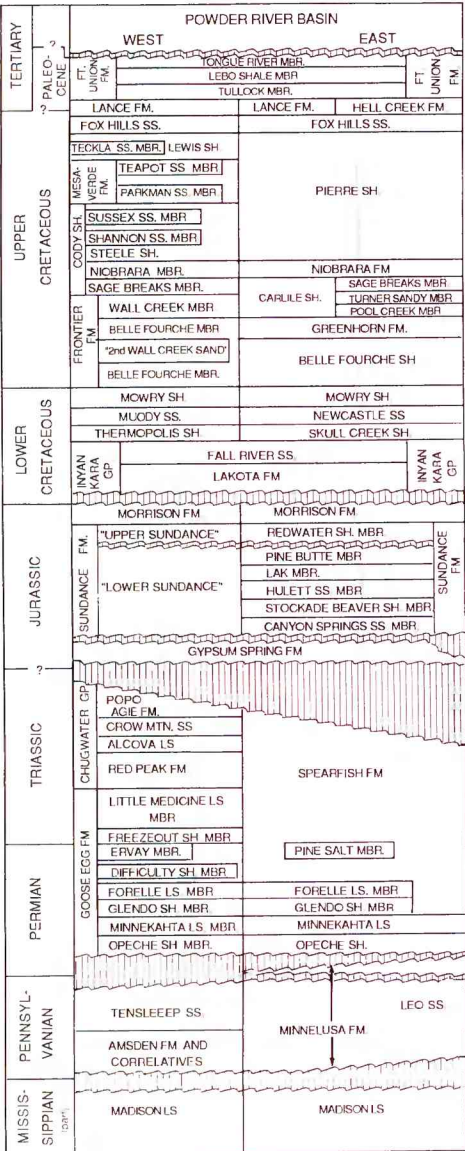 POWDER RIVER BASIN
WEST EAST
TERTIARY
PALEO-
CENE
?
?
FT.
UNION
FM.
TONGUE RIVER MBR.
LEBO SHALE MBR
TULLOCK MBR.
FT.
UNION
FM.
LANCE FM. LANCE FM. HELL CREEK FM
UPPER
CRETACEOUS
FOX HILLS SS. FOX HILLS SS.
TECKLA SS. MBR. LEWIS SH
MESA-
VERDE
FM.
TEAPOT SS MBR
PARKMAN SS. MBR
PIERRE SH.
CODY SH.
SUSSEX SS. MBR
SHANNON SS. MBR
STEELE SH.
NIOBRARA MBR. NIOBRARA FM
SAGE BREAKS MBR.
CARLILE SH.
SAGE BREAKS MBR.
TURNER SANDY MBR
POOL CREEK MBR
FRONTIER
FM
WALL CREEK MBR
BELLE FOURCHE MBR GREENHORN FM.
"2nd WALL CREEK SAND"
BELLE FOURCHE MBR.
BELLE FOURCHE SH
LOWER
CRETACEOUS
MOWRY SH MOWRY SH
MUODY SS. NEWCASTLE SS
THERMOPOLIS SH. SKULL CREEK SH.
INYAN
KARA
GP
FALL RIVER SS.
LAKOTA FM
INYAN
KARA
GP
JURASSIC
MORRISON FM. MORRISON FM.
SUNDANCE FM.
"UPPER SUNDANCE" REDWATER SH. MBR.
"LOWER SUNDANCE"
PINE BUTTE MBR
LAK MBR.
HULETT SS. MBR
STOCKADE BEAVER SH. MBR
CANYON SPRINGS SS MBR.
SUNDANCE
FM
GYPSUM SPRING FM
?
TRIASSIC
CHUGWATER GP.
POPO
AGIE FM.
CROW MTN. SS
ALCOVA LS
RED PEAK FM
SPEARFISH FM
GOOSE EGG FM
LITTLE MEDICINE LS
MBR
FREEZEOUT SH MBR
PERMIAN
ERVAY MBR. PINE SALT MBR.
DIFFICULTY SH. MBR
FORELLE LS. MBR FORELLE LS. MBR
GLENDO SH. MBR GLENDO SH. MBR
MINNEKAHTA LS. MBR MINNEKAHTA LS
OPECHE SH MBR. OPECHE SH.
PENNSYL-
VANIAN
TENSLEEEP SS.
LEO SS.
MINNELUSA FM.
AMSDEN FM. AND
CORRELATIVES
MISSIS-
SIPPIAN
(part)
MADISON LS MADISON LS